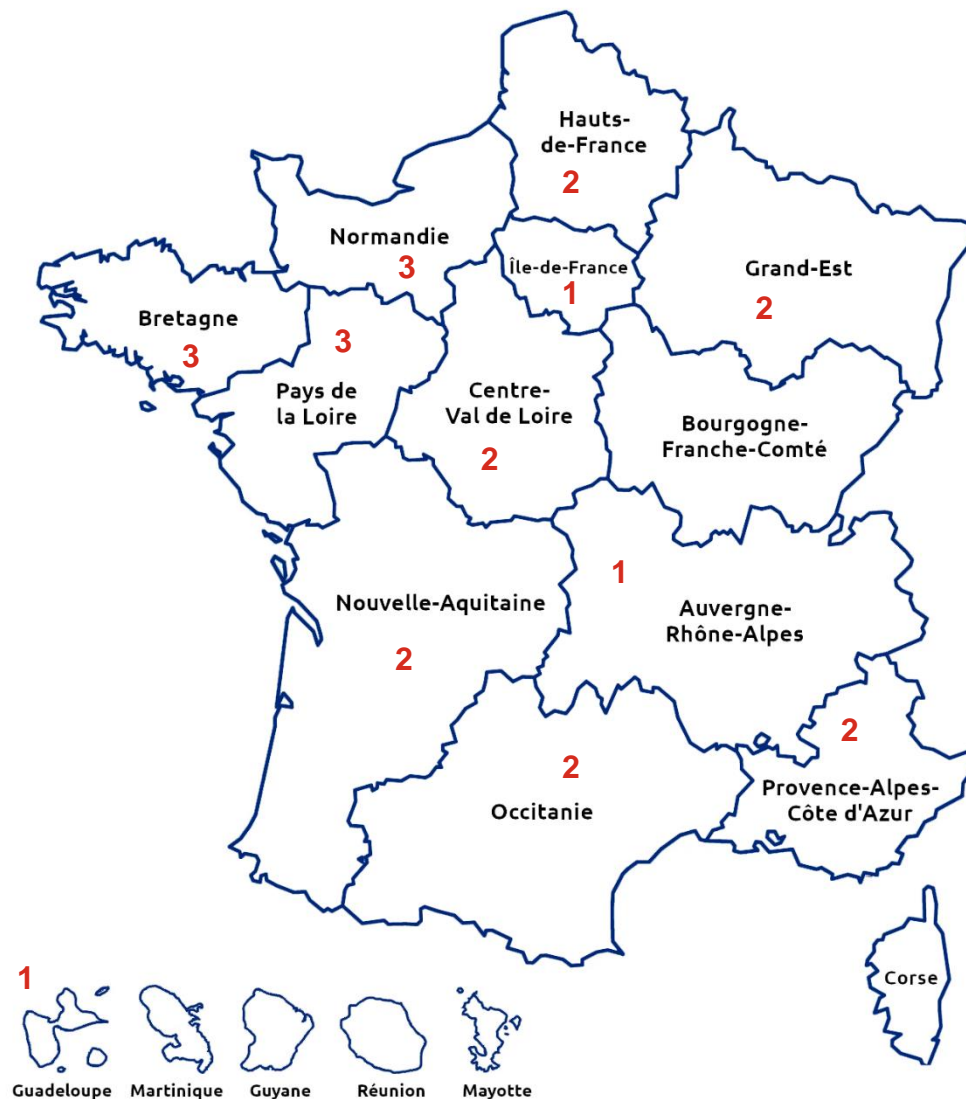 Hauts-
de-France
2
Normandie
3
Île-de-France
1
Grand-Est
2
Bretagne
3
3
Pays de
la Loire
Centre-
Val de Loire
2
Bourgogne-
Franche-Comté
1
Nouvelle-Aquitaine
2
Auvergne-
Rhône-Alpes
2
2
Occitanie
Provence-Alpes-
Côte d'Azur
Corse
1
Guadeloupe
Martinique
Guyane
Réunion
Mayotte